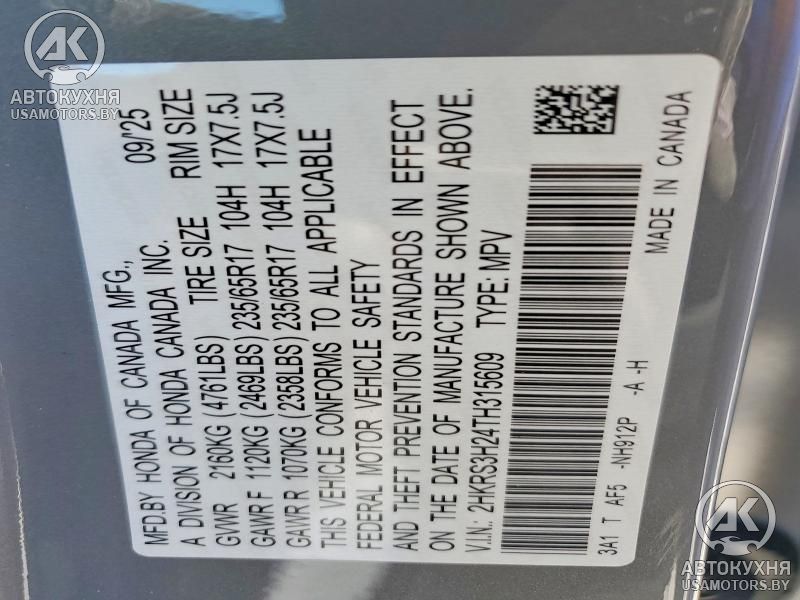 AK
АВТОКУХНЯ
USAMOTORS.BY
MFD.BY HONDA OF CANADA MFG., 09/'25
A DIVISION OF HONDA CANADA INC.
GVWR 2160KG (4761LBS) TIRE SIZE RIM SIZE
GAWR F 1120KG (2469LBS) 235/65R17 104H 17X7.5J
GAWR R 1070KG (2358LBS) 235/65R17 104H 17X7.5J
THIS VEHICLE CONFORMS TO ALL APPLICABLE
FEDERAL MOTOR VEHICLE SAFETY
AND THEFT PREVENTION STANDARDS IN EFFECT
ON THE DATE OF MANUFACTURE SHOWN ABOVE.
V.I.N: 2HKRS3H24TH315609 TYPE: MPV
3A1 T AF5 -NH912P -A -H
MADE IN CANADA
AK
АВТОКУХНЯ
USAMOTORS.BY